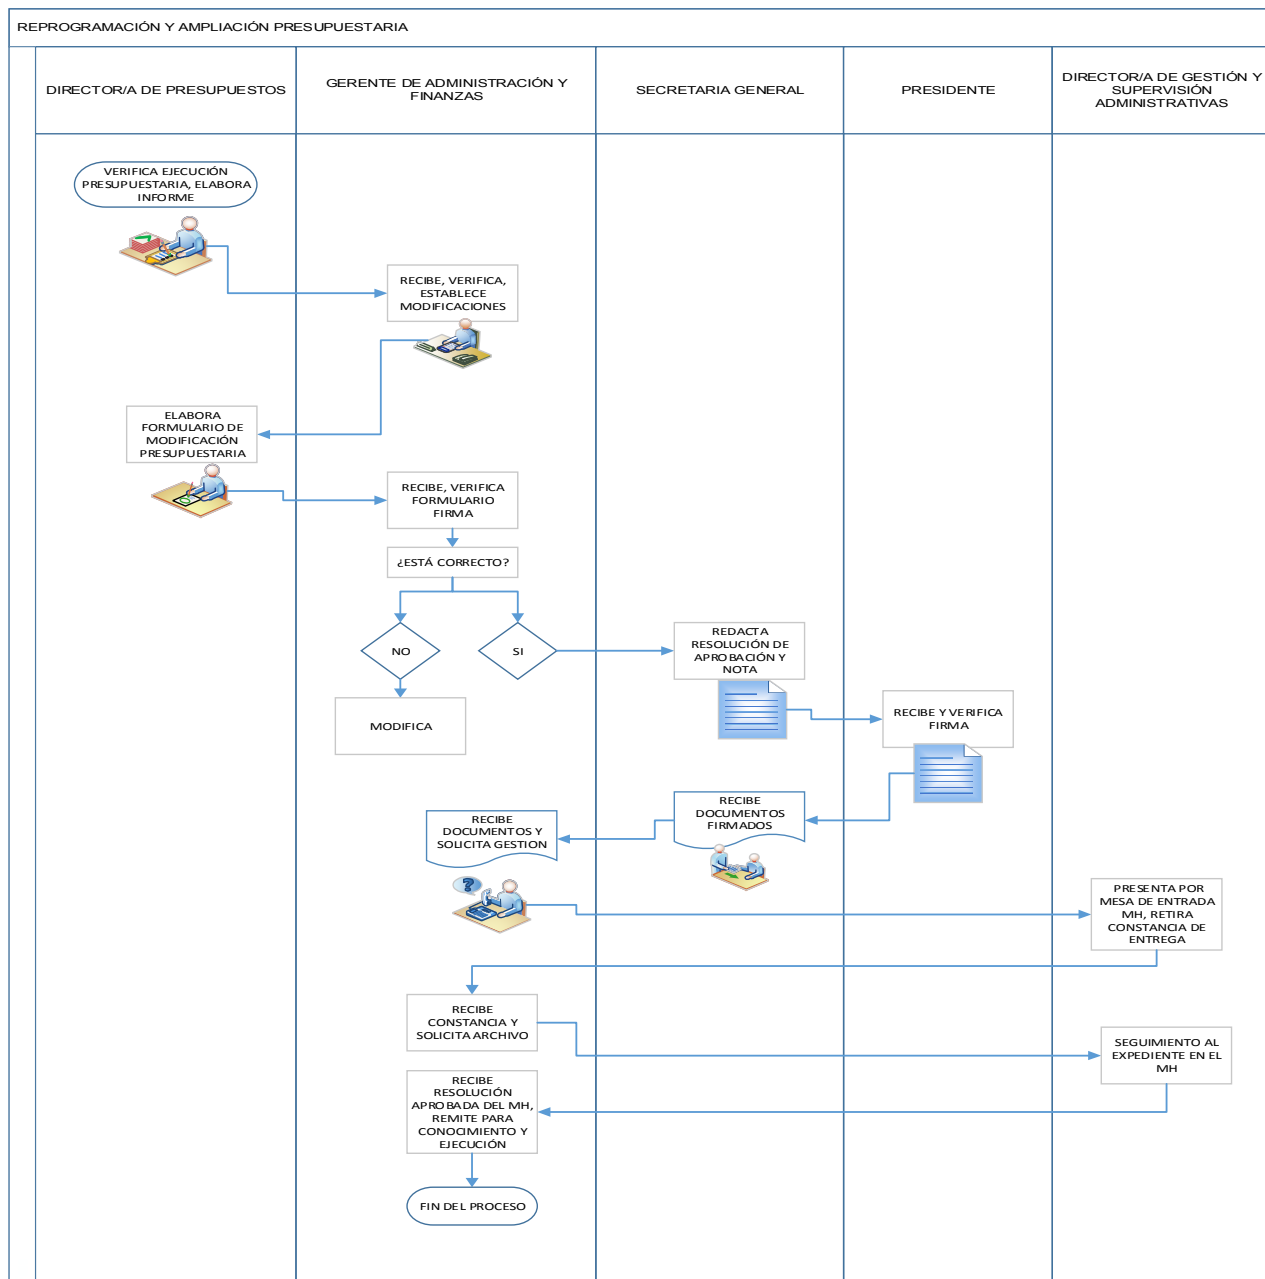 REPROGRAMACIÓN Y AMPLIACIÓN PRESUPUESTARIA
DIRECTOR/A DE PRESUPUESTOS
GERENTE DE ADMINISTRACIÓN Y
FINANZAS
SECRETARIA GENERAL
PRESIDENTE
DIRECTOR/A DE GESTIÓN Y
SUPERVISIÓN
ADMINISTRATIVAS
VERIFICA EJECUCIÓN
PRESUPUESTARIA, ELABORA
INFORME
RECIBE, VERIFICA,
ESTABLECE
MODIFICACIONES
ELABORA
FORMULARIO DE
MODIFICACIÓN
PRESUPUESTARIA
RECIBE, VERIFICA
FORMULARIO
FIRMA
¿ESTÁ CORRECTO?
NO
SI
REDACTA
RESOLUCIÓN DE
APROBACIÓN Y
NOTA
MODIFICA
RECIBE Y VERIFICA
FIRMA
RECIBE
DOCUMENTOS
FIRMADOS
RECIBE
DOCUMENTOS Y
SOLICITA GESTION
?
PRESENTA POR
MESA DE ENTRADA
MH, RETIRA
CONSTANCIA DE
ENTREGA
RECIBE
CONSTANCIA Y
SOLICITA ARCHIVO
SEGUIMIENTO AL
EXPEDIENTE EN EL
MH
RECIBE
RESOLUCIÓN
APROBADA DEL MH,
REMITE PARA
CONOCIMIENTO Y
EJECUCIÓN
FIN DEL PROCESO